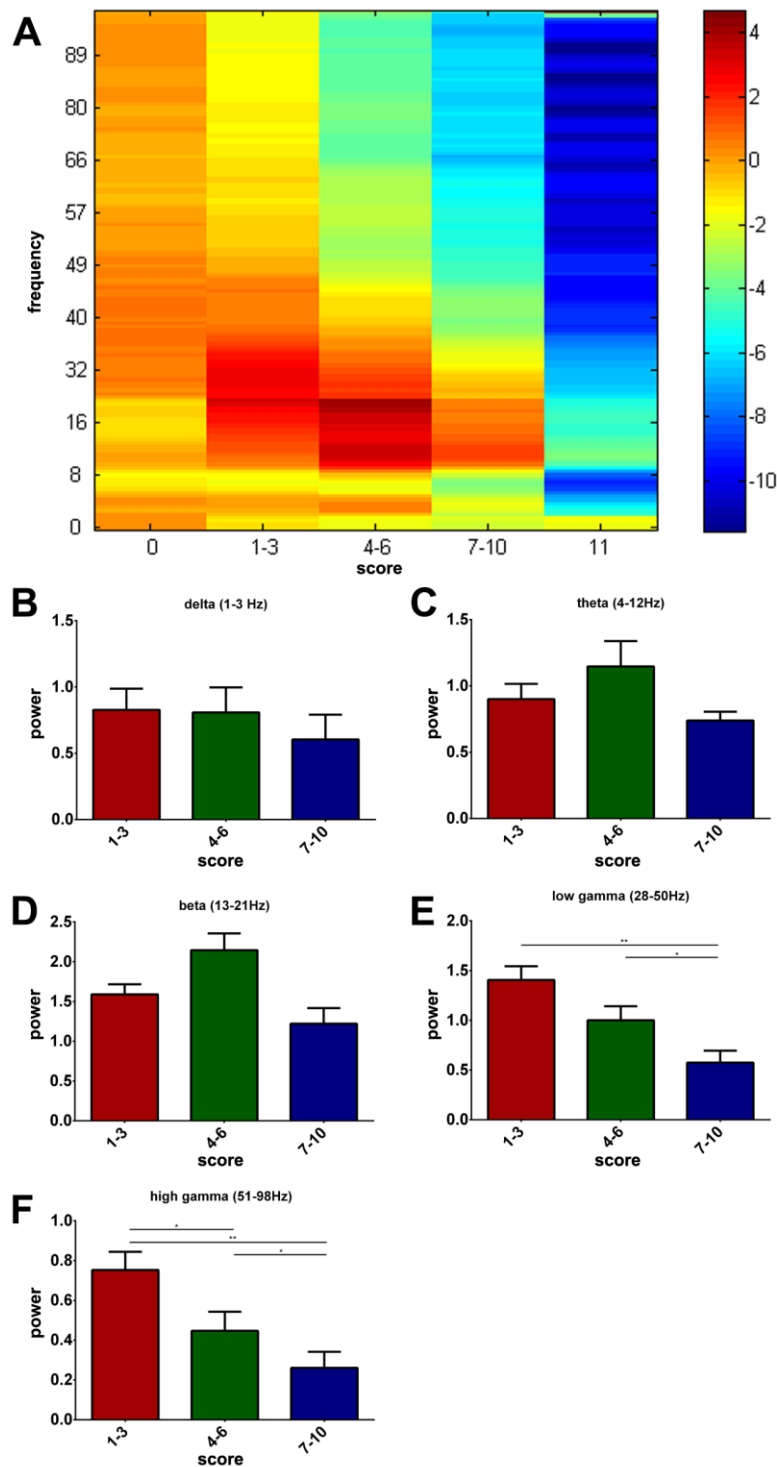 A
frequency
89
80
66
57
49
40
32
16
8
0
0 1-3 4-6 7-10 11
score
4
2
0
-2
-4
-6
-8
-10
B
delta (1-3 Hz)
power
1.5
1.0
0.5
0.0
1-3 4-6 7-10
score
C
theta (4-12Hz)
power
1.5
1.0
0.5
0.0
1-3 4-6 7-10
score
D
beta (13-21Hz)
power
2.5
2.0
1.5
1.0
0.5
0.0
1-3 4-6 7-10
score
E
low gamma (28-50Hz)
power
2.0
1.5
1.0
0.5
0.0
**
*
1-3 4-6 7-10
score
F
high gamma (51-98Hz)
power
1.0
0.8
0.6
0.4
0.2
0.0
*
**
*
1-3 4-6 7-10
score